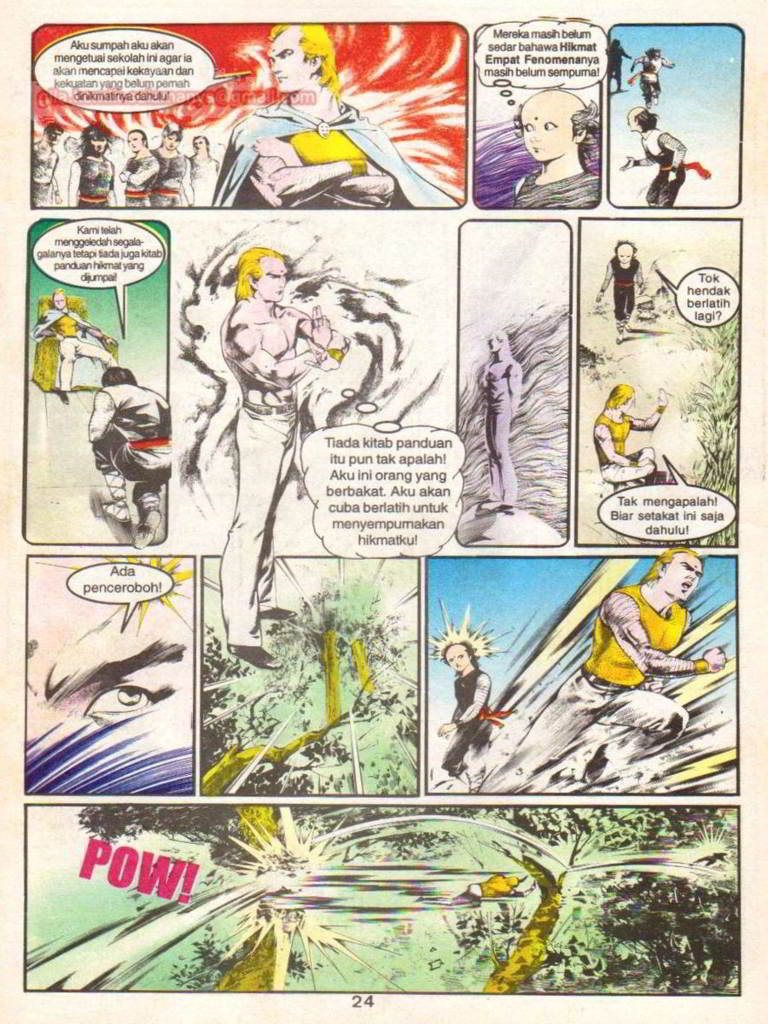 Aku sumpah aku akan
mengetuai sekolah ini agar ia
akan mencapai kekayaan dan
kekuatan yang belum pernah
dinikmatinya dahulu!
Mereka masih belum
sedar bahawa Hikmat
Empat Fenomenanya
masih belum sempurna!
Kami telah
menggeledah segala-
galanya tetapi tiada juga kitab
panduan hikmat yang
dijumpai!
Tiada kitab panduan
itu pun tak apalah!
Aku ini orang yang
berbakat. Aku akan
cuba berlatih untuk
menyempurnakan
hikmatku!
Tok
hendak
berlatih
lagi?
Tak mengapalah!
Biar setakat ini saja
dahulu!
Ada
penceroboh!
POW!
24